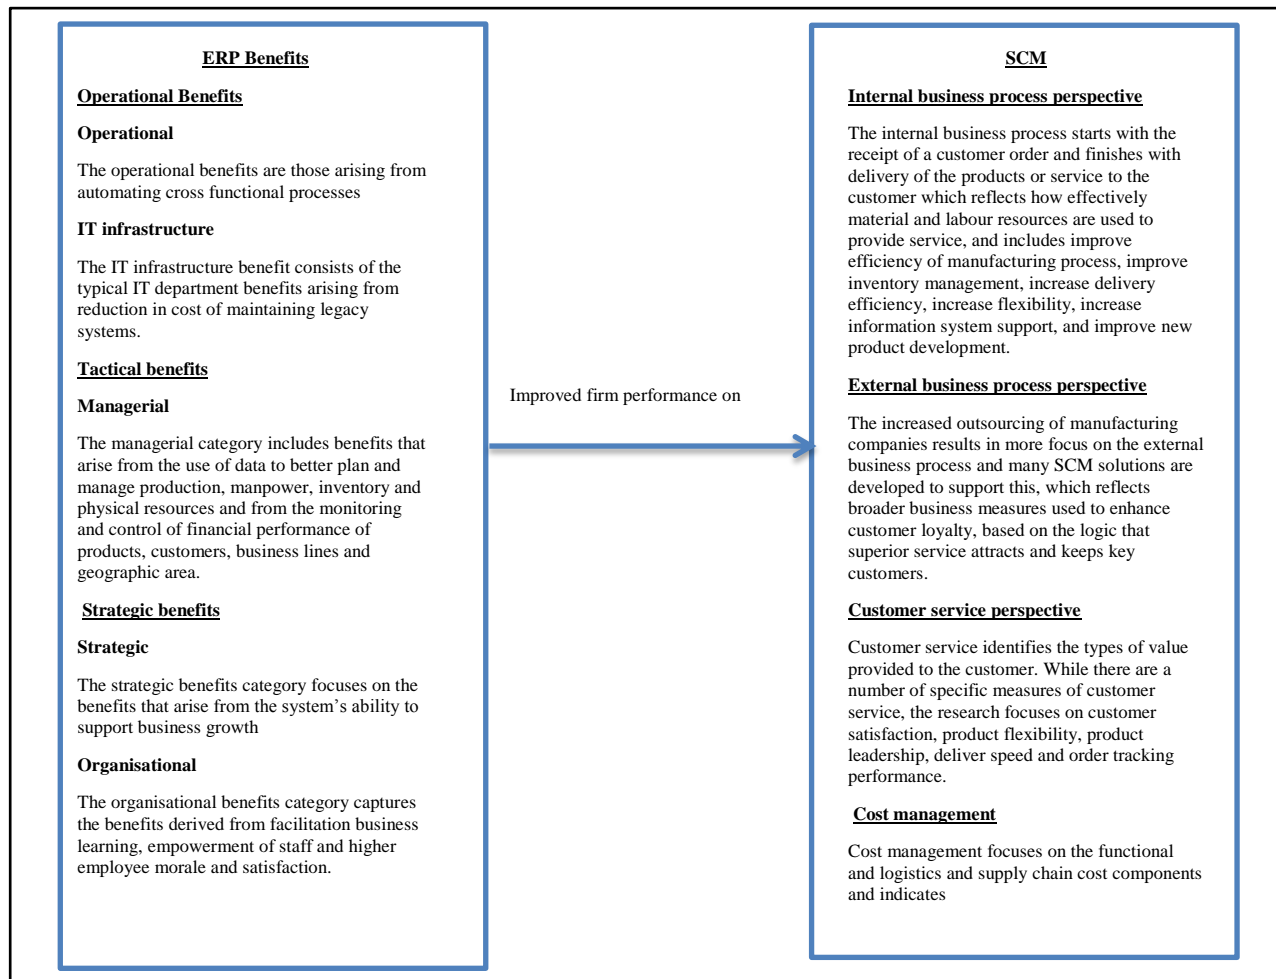 ERP Benefits
Operational Benefits
Operational
The operational benefits are those arising from
automating cross functional processes
IT infrastructure
The IT infrastructure benefit consists of the
typical IT department benefits arising from
reduction in cost of maintaining legacy
systems.
Tactical benefits
Managerial
The managerial category includes benefits that
arise from the use of data to better plan and
manage production, manpower, inventory and
physical resources and from the monitoring
and control of financial performance of
products, customers, business lines and
geographic area.
Strategic benefits
Strategic
The strategic benefits category focuses on the
benefits that arise from the system’s ability to
support business growth
Organisational
The organisational benefits category captures
the benefits derived from facilitation business
learning, empowerment of staff and higher
employee morale and satisfaction.
Improved firm performance on
SCM
Internal business process perspective
The internal business process starts with the
receipt of a customer order and finishes with
delivery of the products or service to the
customer which reflects how effectively
material and labour resources are used to
provide service, and includes improve
efficiency of manufacturing process, improve
inventory management, increase delivery
efficiency, increase flexibility, increase
information system support, and improve new
product development.
External business process perspective
The increased outsourcing of manufacturing
companies results in more focus on the external
business process and many SCM solutions are
developed to support this, which reflects
broader business measures used to enhance
customer loyalty, based on the logic that
superior service attracts and keeps key
customers.
Customer service perspective
Customer service identifies the types of value
provided to the customer. While there are a
number of specific measures of customer
service, the research focuses on customer
satisfaction, product flexibility, product
leadership, deliver speed and order tracking
performance.
Cost management
Cost management focuses on the functional
and logistics and supply chain cost components
and indicates